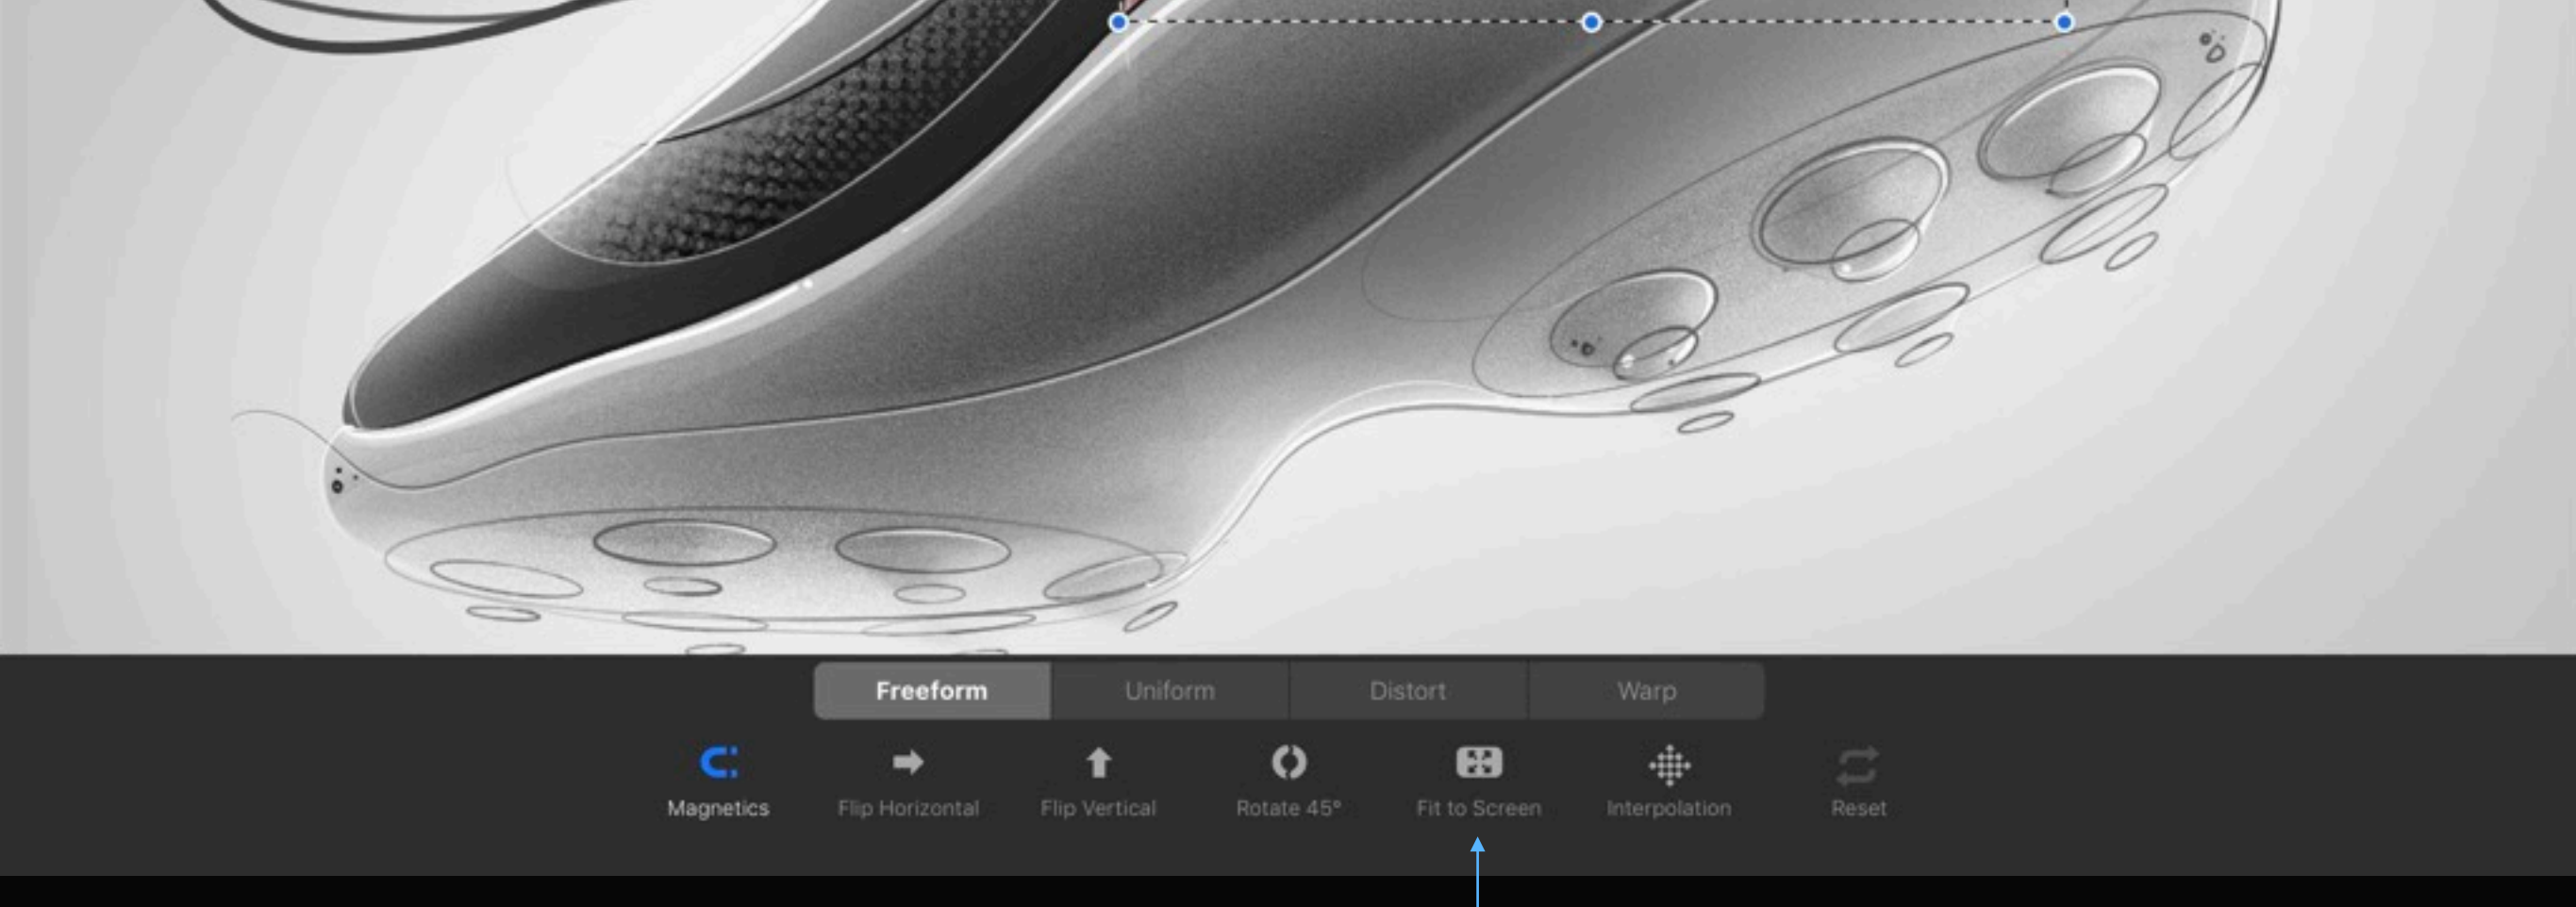 Freeform Uniform Distort Warp
Magnetics Flip Horizontal Flip Vertical Rotate 45° Fit to Screen Interpolation Reset